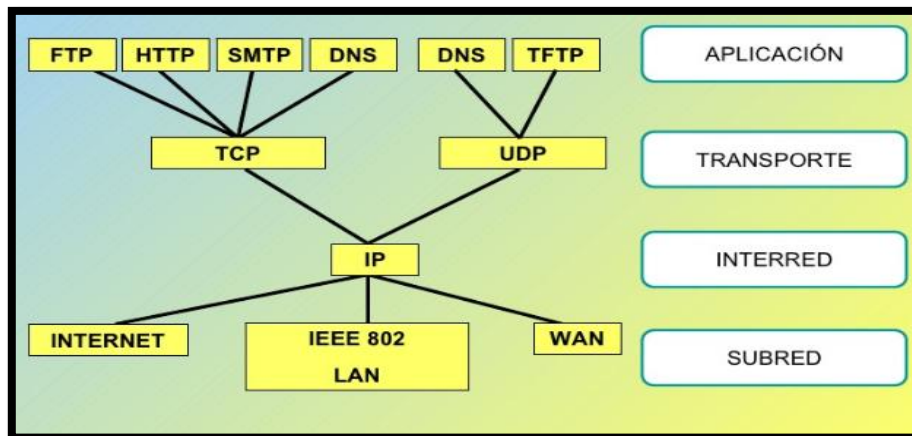 FTP HTTP SMTP DNS DNS TFTP APLICACIÓN
TCP UDP TRANSPORTE
IP INTERRED
INTERNET IEEE 802 WAN SUBRED
LAN